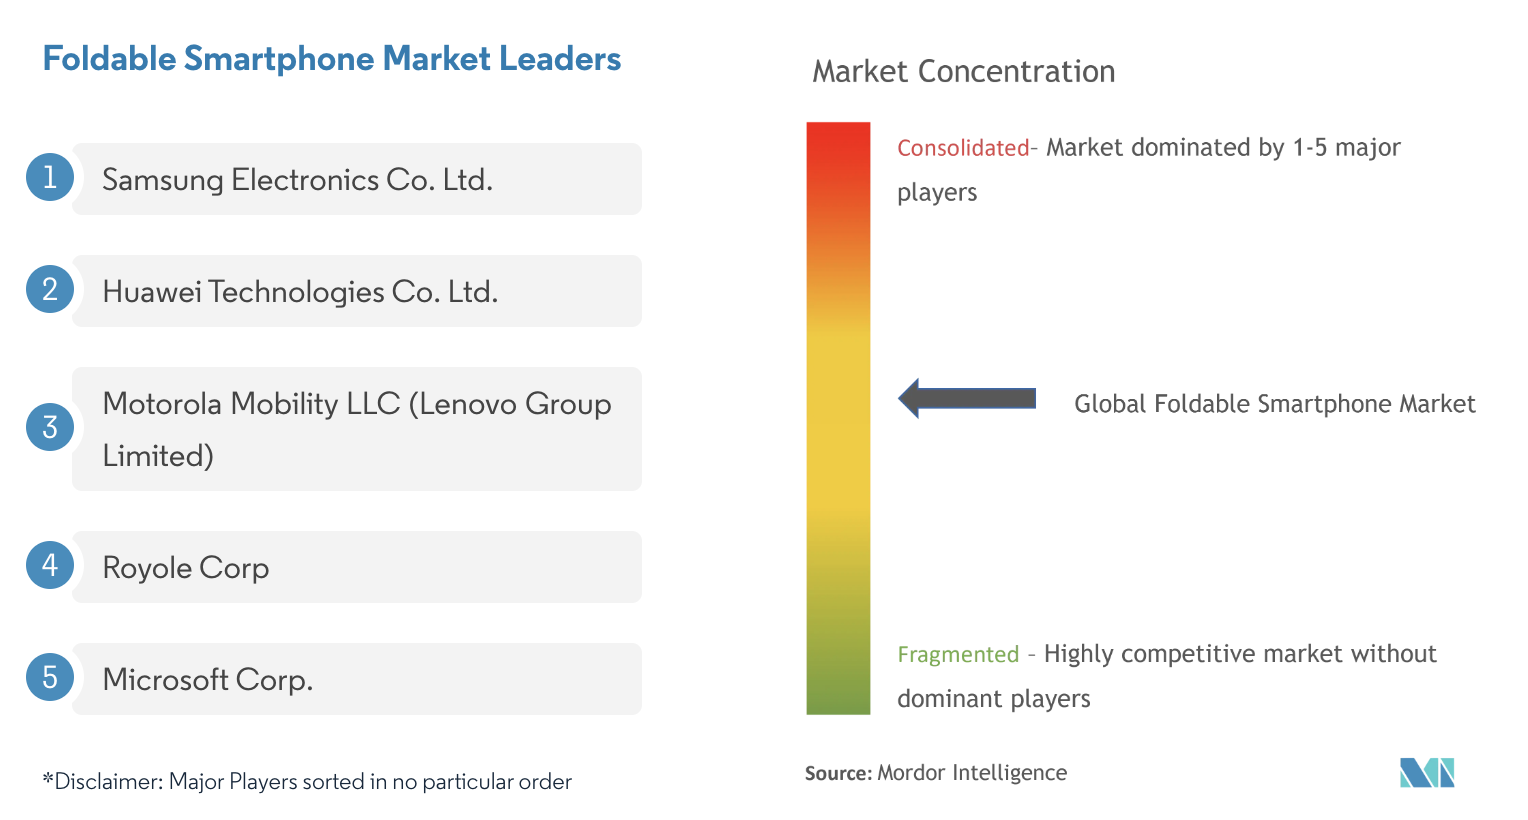 Foldable Smartphone Market Leaders
1
Samsung Electronics Co. Ltd.
2
Huawei Technologies Co. Ltd.
3
Motorola Mobility LLC (Lenovo Group
Limited)
4
Royole Corp
5
Microsoft Corp.
*Disclaimer: Major Players sorted in no particular order
Market Concentration
Consolidated– Market dominated by 1-5 major
players
Global Foldable Smartphone Market
Fragmented – Highly competitive market without
dominant players
Source: Mordor Intelligence